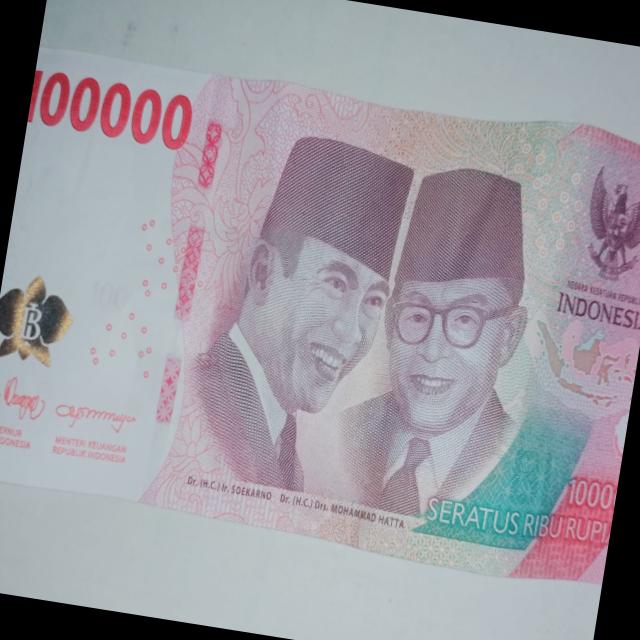 100000
NEGARA KESATUAN REPUB
INDONESI
MENTERI KEUANGAN
REPUBLIK INDONESIA
ERNUR
DONESIA
Dr. (H.C.) Ir. SOEKARNO Dr. (H.C.) Drs. MOHAMMAD HATTA
1000
SERATUS RIBU RUPI